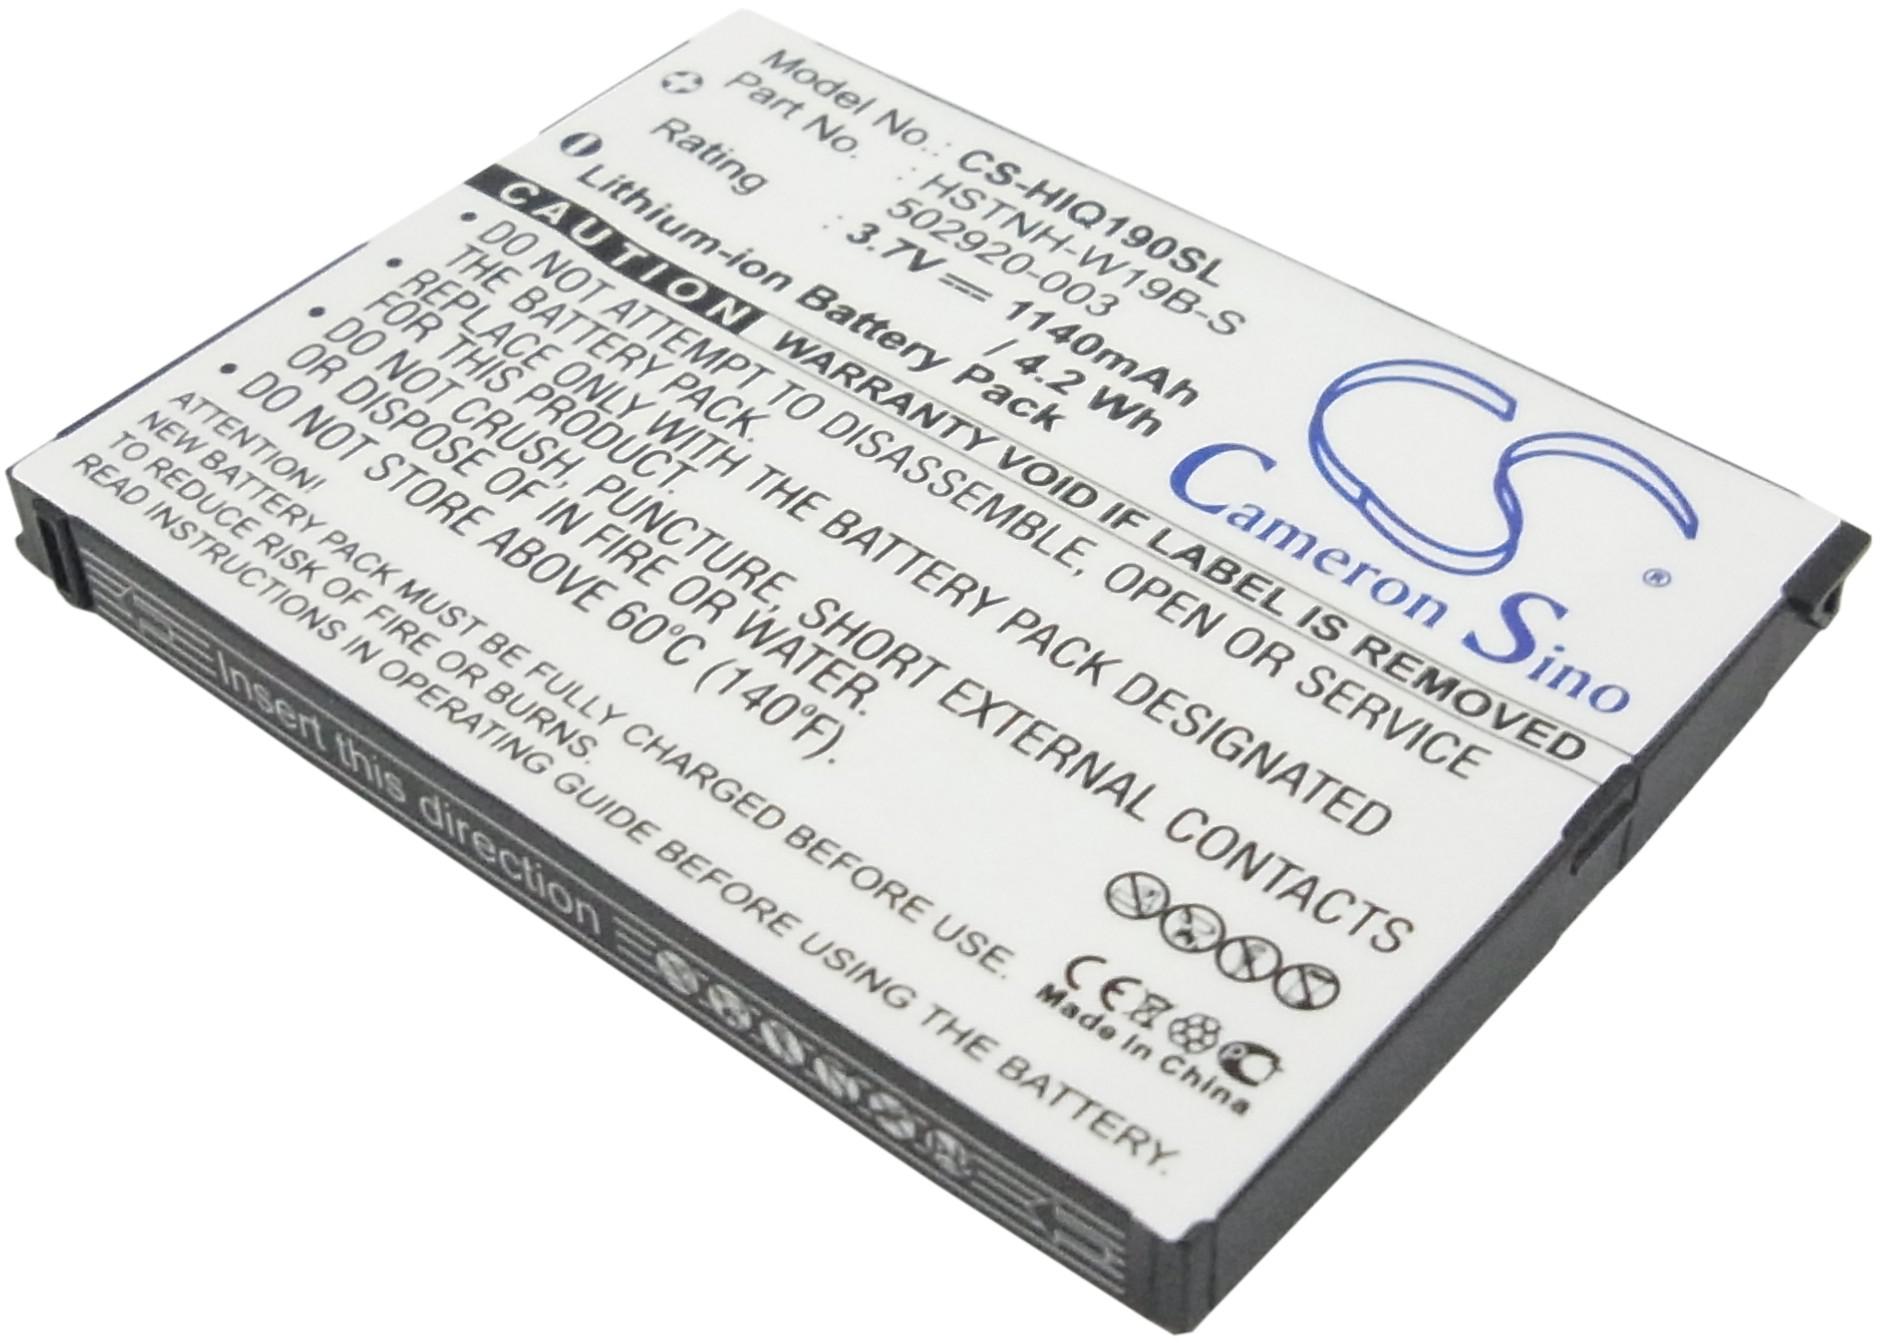 Model No.: CS-HIQ190SL
Part No. : HSTNH-W19B-S
502920-003
Rating : 3.7V 1140mAh
/ 4.2 Wh
Lithium-ion Battery Pack
CS
®
Cameron Sino
CAUTION WARRANTY VOID IF LABEL IS REMOVED
• DO NOT ATTEMPT TO DISASSEMBLE, OPEN OR SERVICE
THE BATTERY PACK.
• REPLACE ONLY WITH THE BATTERY PACK DESIGNATED
FOR THIS PRODUCT.
• DO NOT CRUSH, PUNCTURE, SHORT EXTERNAL CONTACTS
OR DISPOSE OF IN FIRE OR WATER.
• DO NOT STORE ABOVE 60°C (140°F).
ATTENTION!
NEW BATTERY PACK MUST BE FULLY CHARGED BEFORE USE.
TO REDUCE RISK OF FIRE OR BURNS.
READ INSTRUCTIONS IN OPERATING GUIDE BEFORE USING THE BATTERY.
CE
Made in China
Insert this direction